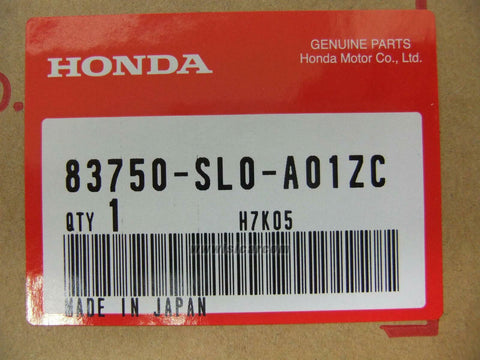 HONDA
GENUINE PARTS
Honda Motor Co., Ltd.
83750-SL0-A01ZC
QTY 1 H7K05
MADE IN JAPAN